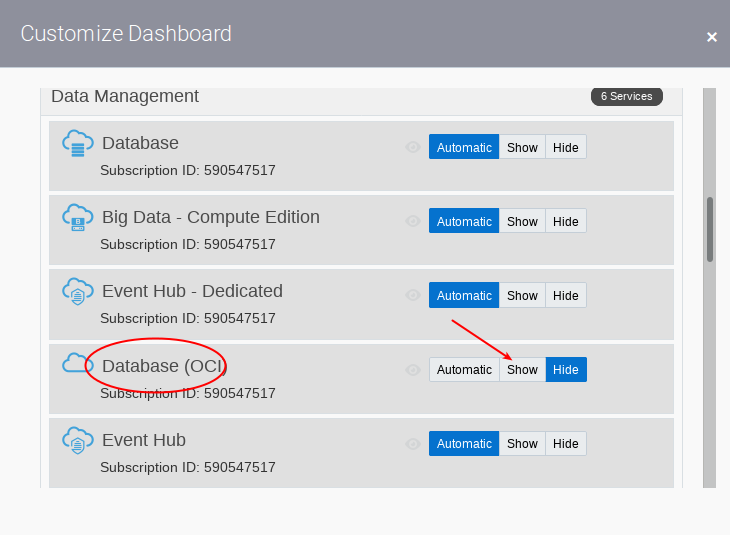 Customize Dashboard ×
Data Management 6 Services
Database Automatic Show Hide
Subscription ID: 590547517
Big Data - Compute Edition Automatic Show Hide
Subscription ID: 590547517
Event Hub - Dedicated Automatic Show Hide
Subscription ID: 590547517
Database (OCI) Automatic Show Hide
Subscription ID: 590547517
Event Hub Automatic Show Hide
Subscription ID: 590547517